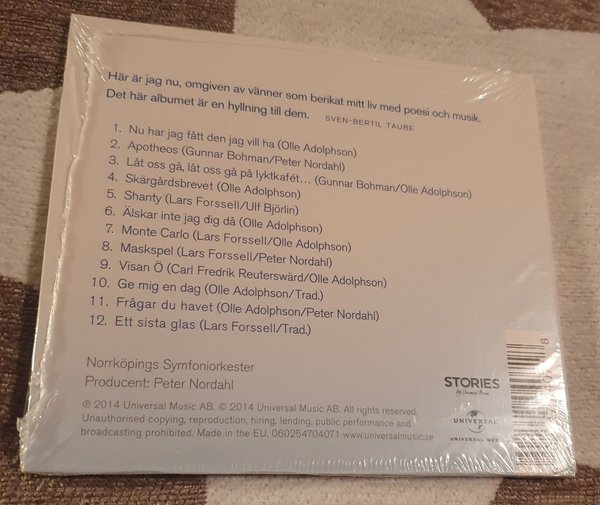 Här är jag nu, omgiven av vänner som berikat mitt liv med poesi och musik.
Det här albumet är en hyllning till dem. SVEN-BERTIL TAUBE
1. Nu har jag fått den jag vill ha (Olle Adolphson)
2. Apotheos (Gunnar Bohman/Peter Nordahl)
3. Låt oss gå, låt oss gå på lyktkafét... (Gunnar Bohman/Olle Adolphson)
4. Skärgårdsbrevet (Olle Adolphson)
5. Shanty (Lars Forssell/Ulf Björlin)
6. Älskar inte jag dig då (Olle Adolphson)
7. Monte Carlo (Lars Forssell/Olle Adolphson)
8. Maskspel (Lars Forssell/Peter Nordahl)
9. Visan Ö (Carl Fredrik Reuterswärd/Olle Adolphson)
10. Ge mig en dag (Olle Adolphson/Trad.)
11. Frågar du havet (Olle Adolphson/Peter Nordahl)
12. Ett sista glas (Lars Forssell/Trad.)
Norrköpings Symfoniorkester
Producent: Peter Nordahl
℗ 2014 Universal Music AB. © 2014 Universal Music AB. All rights reserved.
Unauthorised copying, reproduction, hiring, lending, public performance and
broadcasting prohibited. Made in the EU. 060254704071 www.universalmusic.se
STORIES
UNIVERSAL
UNIVERSAL MUSIC
8